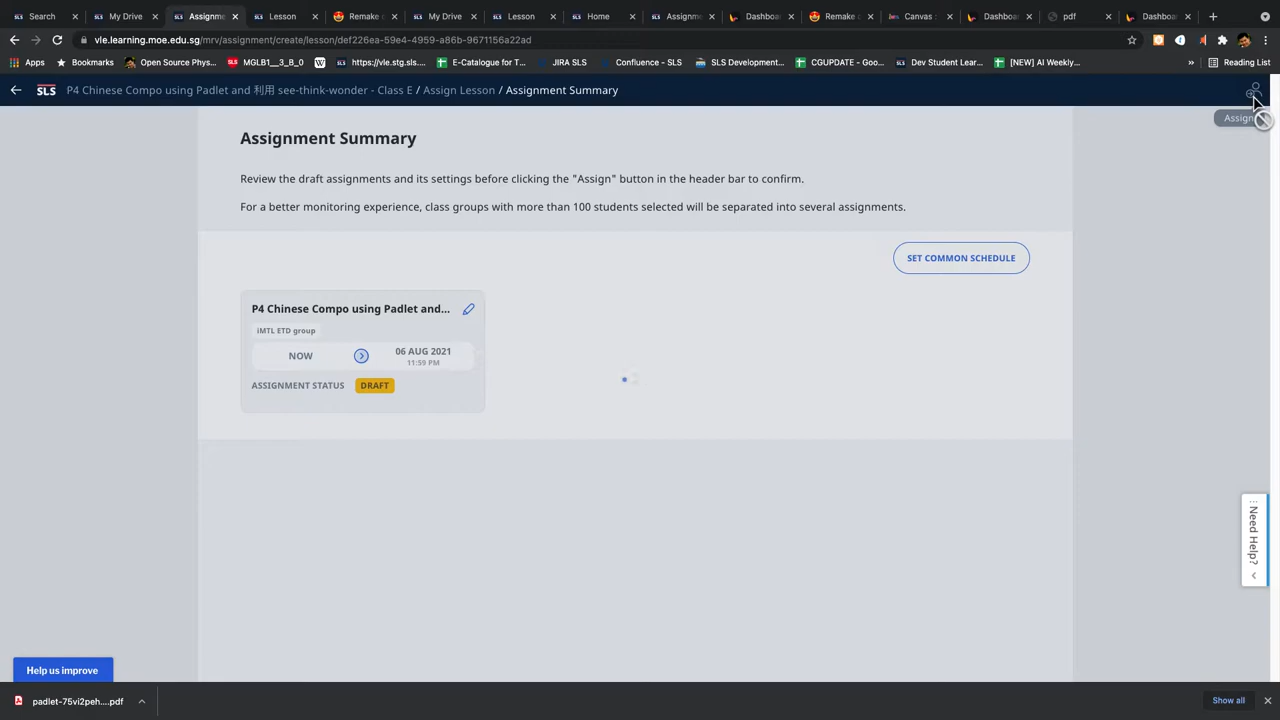 Search
My Drive
Assignme
Lesson
Remake c
My Drive
Lesson
Home
Assignme
Dashboa
Remake c
Canvas
Dashboa
pdf
Dashboa
vle.learning.moe.edu.sg/mrv/assignment/create/lesson/def226ea-59e4-4959-a86b-9671156a22ad
Apps
Bookmarks
Open Source Phys...
MGLB1__3_B_0
https://vle.stg.sls....
E-Catalogue for T...
JIRA SLS
Confluence - SLS
SLS Development...
CGUPDATE - Goo...
Dev Student Lear...
[NEW] AI Weekly...
»
Reading List
SLS
P4 Chinese Compo using Padlet and 利用 see-think-wonder - Class E / Assign Lesson / Assignment Summary
Assign
Assignment Summary
Review the draft assignments and its settings before clicking the "Assign" button in the header bar to confirm.
For a better monitoring experience, class groups with more than 100 students selected will be separated into several assignments.
SET COMMON SCHEDULE
P4 Chinese Compo using Padlet and...
iMTL ETD group
NOW
06 AUG 2021
11:59 PM
ASSIGNMENT STATUS
DRAFT
Need Help?
Help us improve
padlet-75vi2peh....pdf
Show all